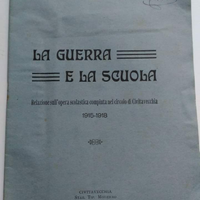 LA GUERRA
E LA SCUOLA
Relazione sull'opera scolastica compiuta nel circolo di Civitavecchia
1915-1918
CIVITAVECCHIA